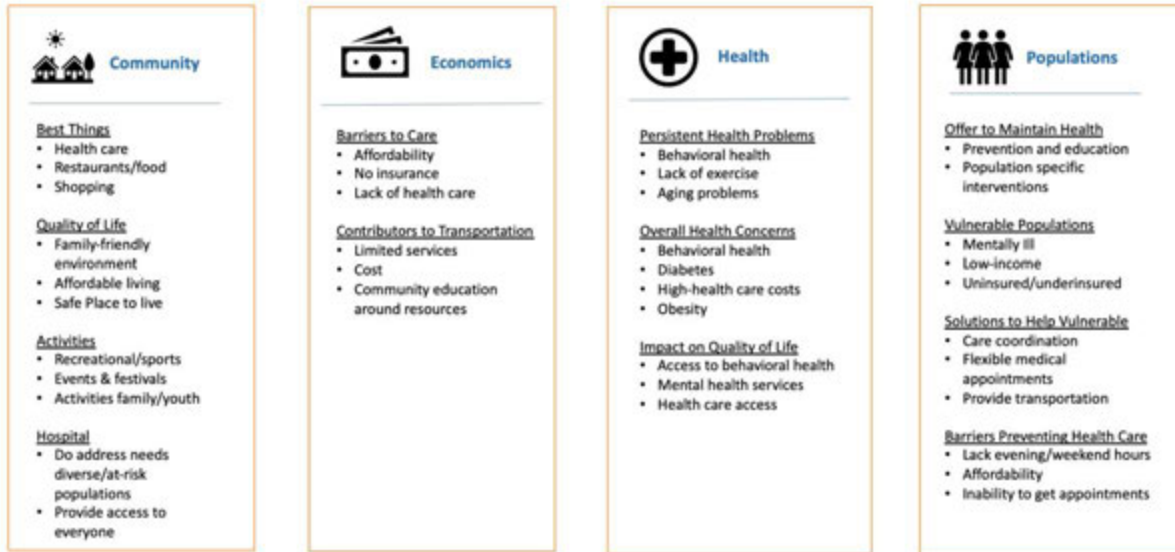 Community
Best Things
• Health care
• Restaurants/food
• Shopping
Quality of Life
• Family-friendly
environment
• Affordable living
• Safe Place to live
Activities
• Recreational/sports
• Events & festivals
• Activities family/youth
Hospital
• Do address needs
diverse/at-risk
populations
• Provide access to
everyone
Economics
Barriers to Care
• Affordability
• No insurance
• Lack of health care
Contributors to Transportation
• Limited services
• Cost
• Community education
around resources
Health
Persistent Health Problems
• Behavioral health
• Lack of exercise
• Aging problems
Overall Health Concerns
• Behavioral health
• Diabetes
• High-health care costs
• Obesity
Impact on Quality of Life
• Access to behavioral health
• Mental health services
• Health care access
Populations
Offer to Maintain Health
• Prevention and education
• Population specific
interventions
Vulnerable Populations
• Mentally Ill
• Low-income
• Uninsured/underinsured
Solutions to Help Vulnerable
• Care coordination
• Flexible medical
appointments
• Provide transportation
Barriers Preventing Health Care
• Lack evening/weekend hours
• Affordability
• Inability to get appointments